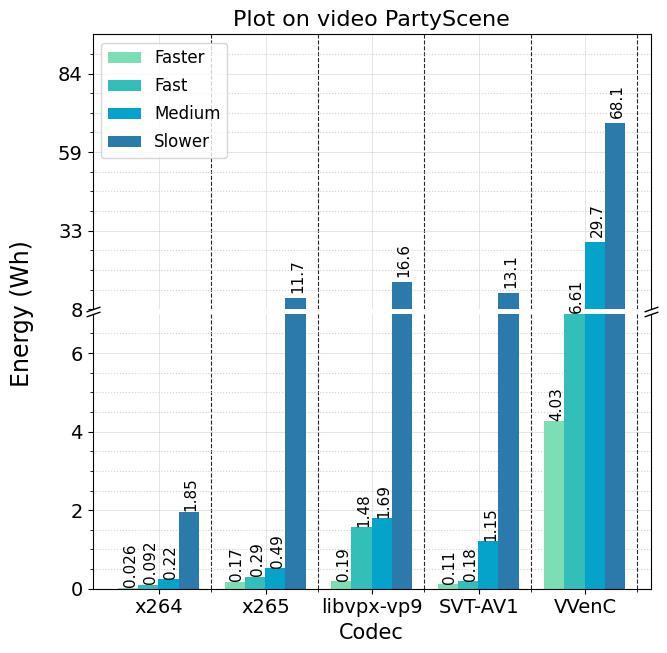 Plot on video PartyScene
Faster
Fast
Medium
Slower
Energy (Wh)
84
59
33
8
6
4
2
0
0.026
0.092
0.22
1.85
0.17
0.29
0.49
11.7
0.19
1.48
1.69
16.6
0.11
0.18
1.15
13.1
4.03
6.61
29.7
68.1
x264
x265
libvpx-vp9
SVT-AV1
VVenC
Codec